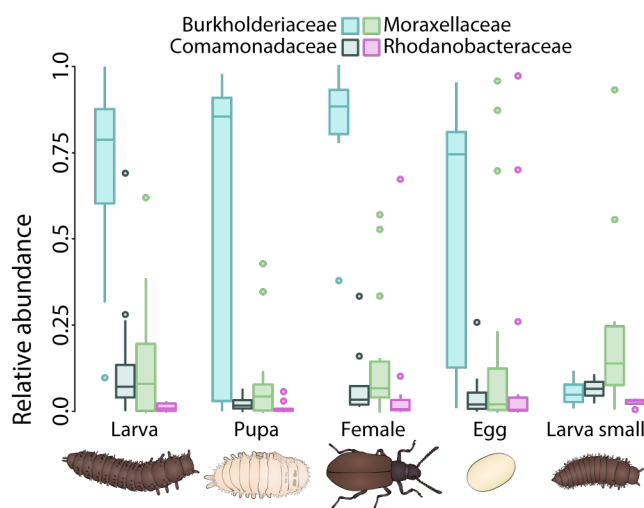 Burkholderiaceae Moraxellaceae
Comamonadaceae Rhodanobacteraceae
Relative abundance
1.0
0.75
0.5
0.25
0.0
Larva Pupa Female Egg Larva small